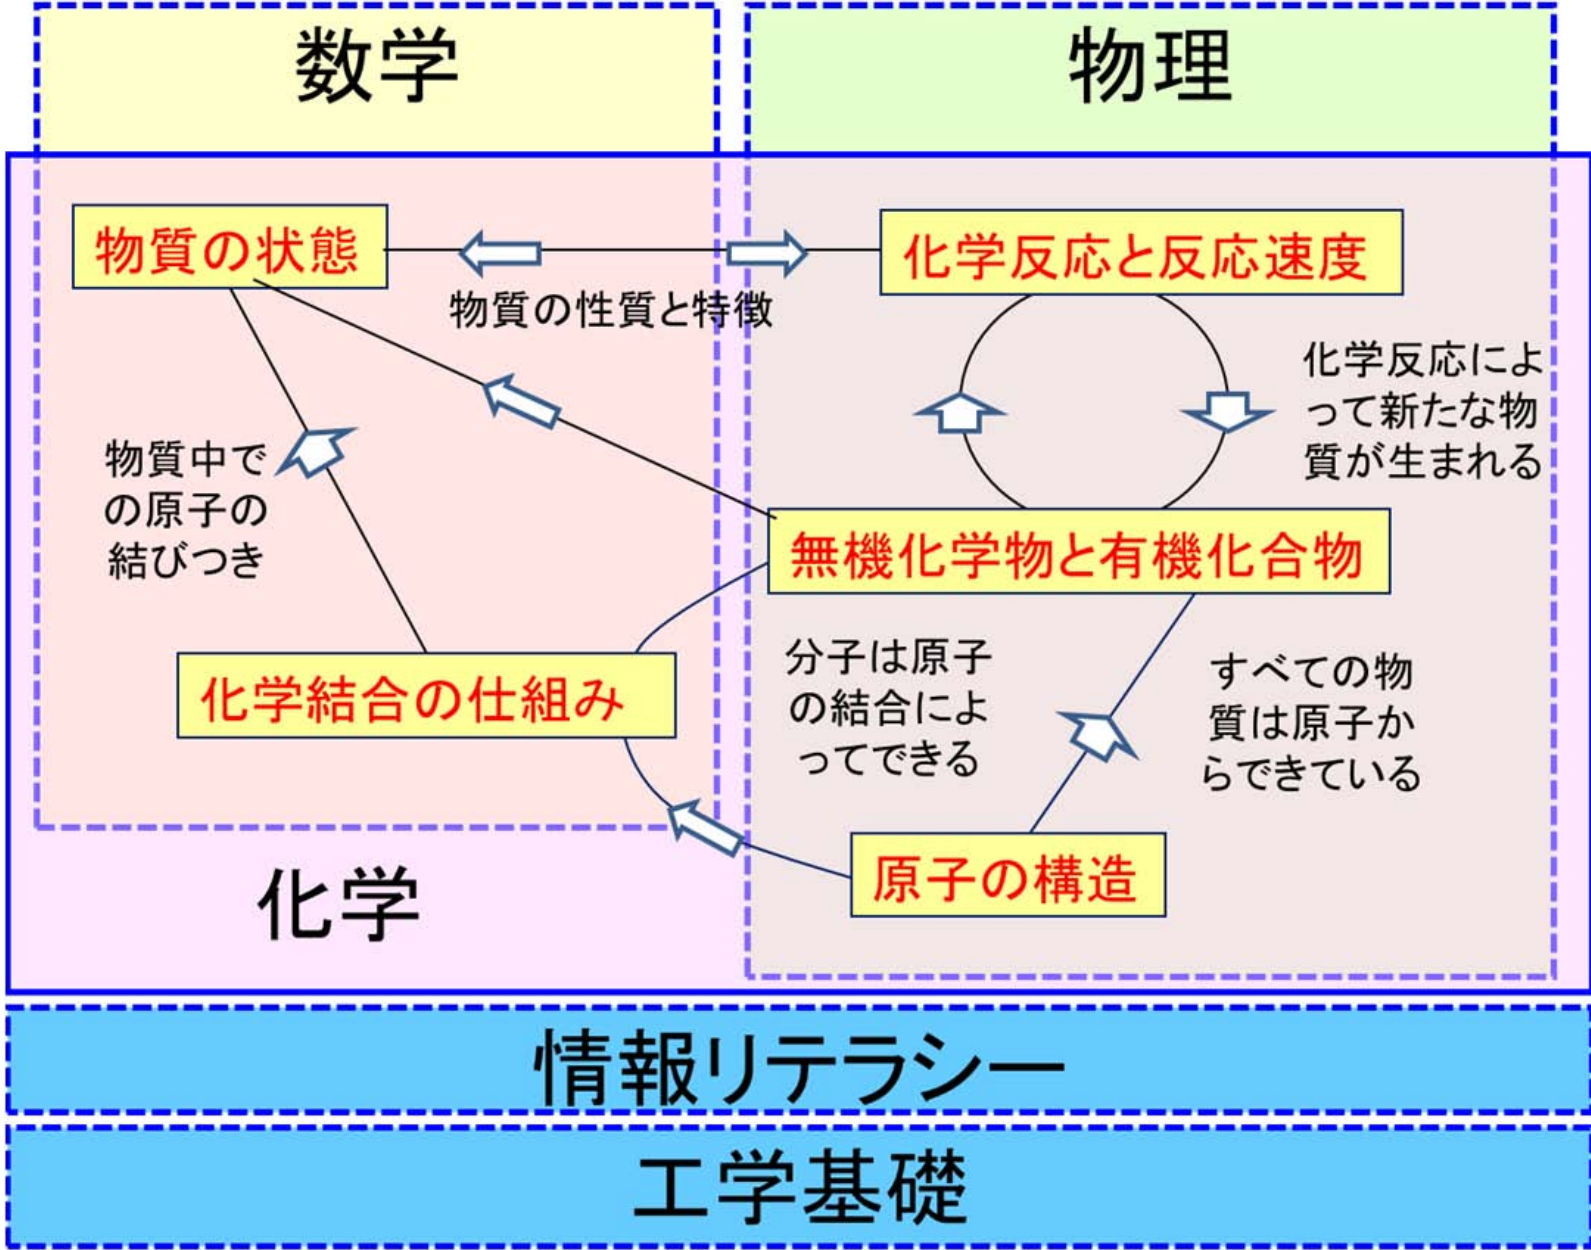 数学
物理
物質の状態
化学反応と反応速度
物質の性質と特徴
化学反応によ
って新たな物
質が生まれる
物質中で
の原子の
結びつき
無機化学物と有機化合物
化学結合の仕組み
分子は原子
の結合によ
ってできる
すべての物
質は原子か
らできている
原子の構造
化学
情報リテラシー
工学基礎